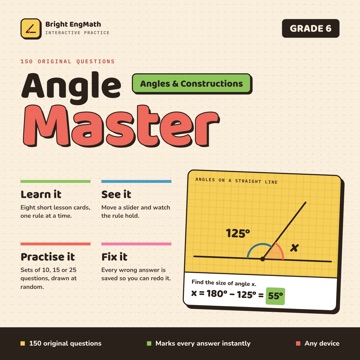 Bright EngMath
INTERACTIVE PRACTICE
GRADE 6
150 ORIGINAL QUESTIONS
Angle
Angles & Constructions
Master
Learn it
Eight short lesson cards,
one rule at a time.
See it
Move a slider and watch
the rule hold.
Practise it
Sets of 10, 15 or 25
questions, drawn at
random.
Fix it
Every wrong answer is
saved so you can redo it.
ANGLES ON A STRAIGHT LINE
125°
x
Find the size of angle x.
x = 180° − 125° = 55°
150 original questions
Marks every answer instantly
Any device